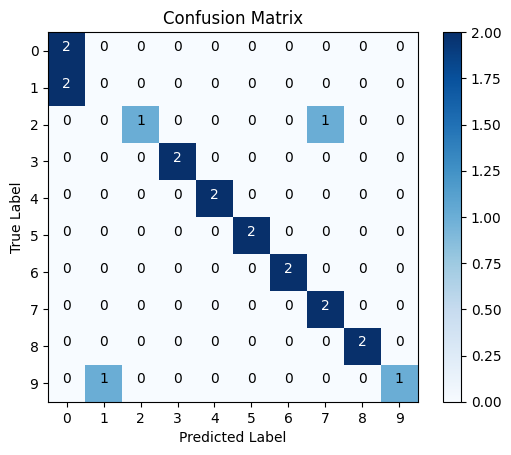 Confusion Matrix
0 2 0 0 0 0 0 0 0 0 0 2.00
1 2 0 0 0 0 0 0 0 0 0 1.75
2 0 0 1 0 0 0 0 1 0 0 1.50
3 0 0 0 2 0 0 0 0 0 0 1.25
4 0 0 0 0 2 0 0 0 0 0
5 0 0 0 0 0 2 0 0 0 0 1.00
6 0 0 0 0 0 0 2 0 0 0 0.75
7 0 0 0 0 0 0 0 2 0 0 0.50
8 0 0 0 0 0 0 0 0 2 0 0.25
9 0 1 0 0 0 0 0 0 0 1 0.00
0 1 2 3 4 5 6 7 8 9
True Label
Predicted Label